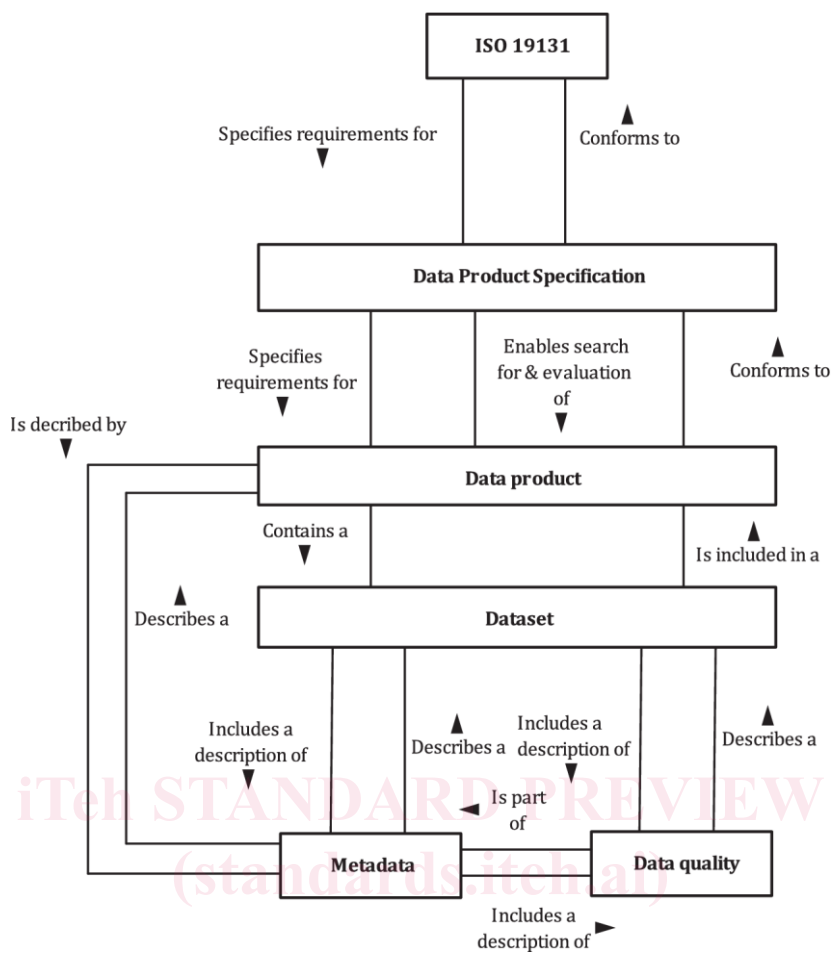 ISO 19131
Specifies requirements for
Conforms to
Data Product Specification
Specifies
requirements for
Enables search
for & evaluation
of
Conforms to
Is decribed by
Data product
Contains a
Is included in a
Describes a
Dataset
Includes a
description of
Describes a
Includes a
description of
Describes a
iTeh STANDARD PREVIEW
Is part
of
Metadata
Data quality
(standards.iteh.ai)
Includes a
description of